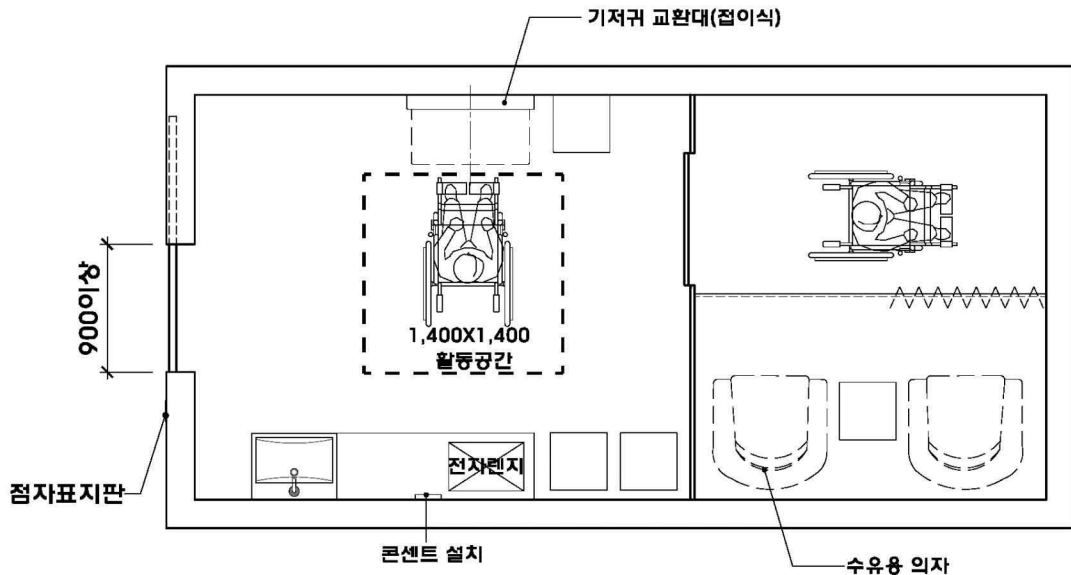 기저귀 교환대(접이식)
900이상
1,400X1,400
활동공간
전자렌지
점자표지판
콘센트 설치
수유용 의자